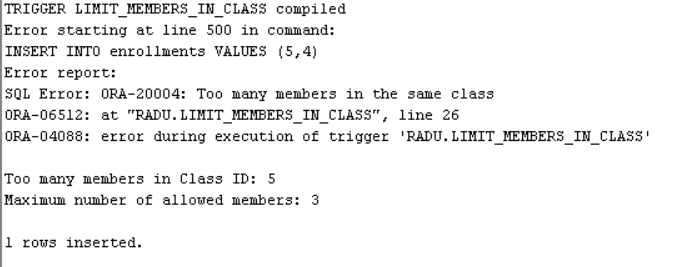 TRIGGER LIMIT_MEMBERS_IN_CLASS compiled
Error starting at line 500 in command:
INSERT INTO enrollments VALUES (5,4)
Error report:
SQL Error: ORA-20004: Too many members in the same class
ORA-06512: at "RADU.LIMIT_MEMBERS_IN_CLASS", line 26
ORA-04088: error during execution of trigger 'RADU.LIMIT_MEMBERS_IN_CLASS'
Too many members in Class ID: 5
Maximum number of allowed members: 3
1 rows inserted.